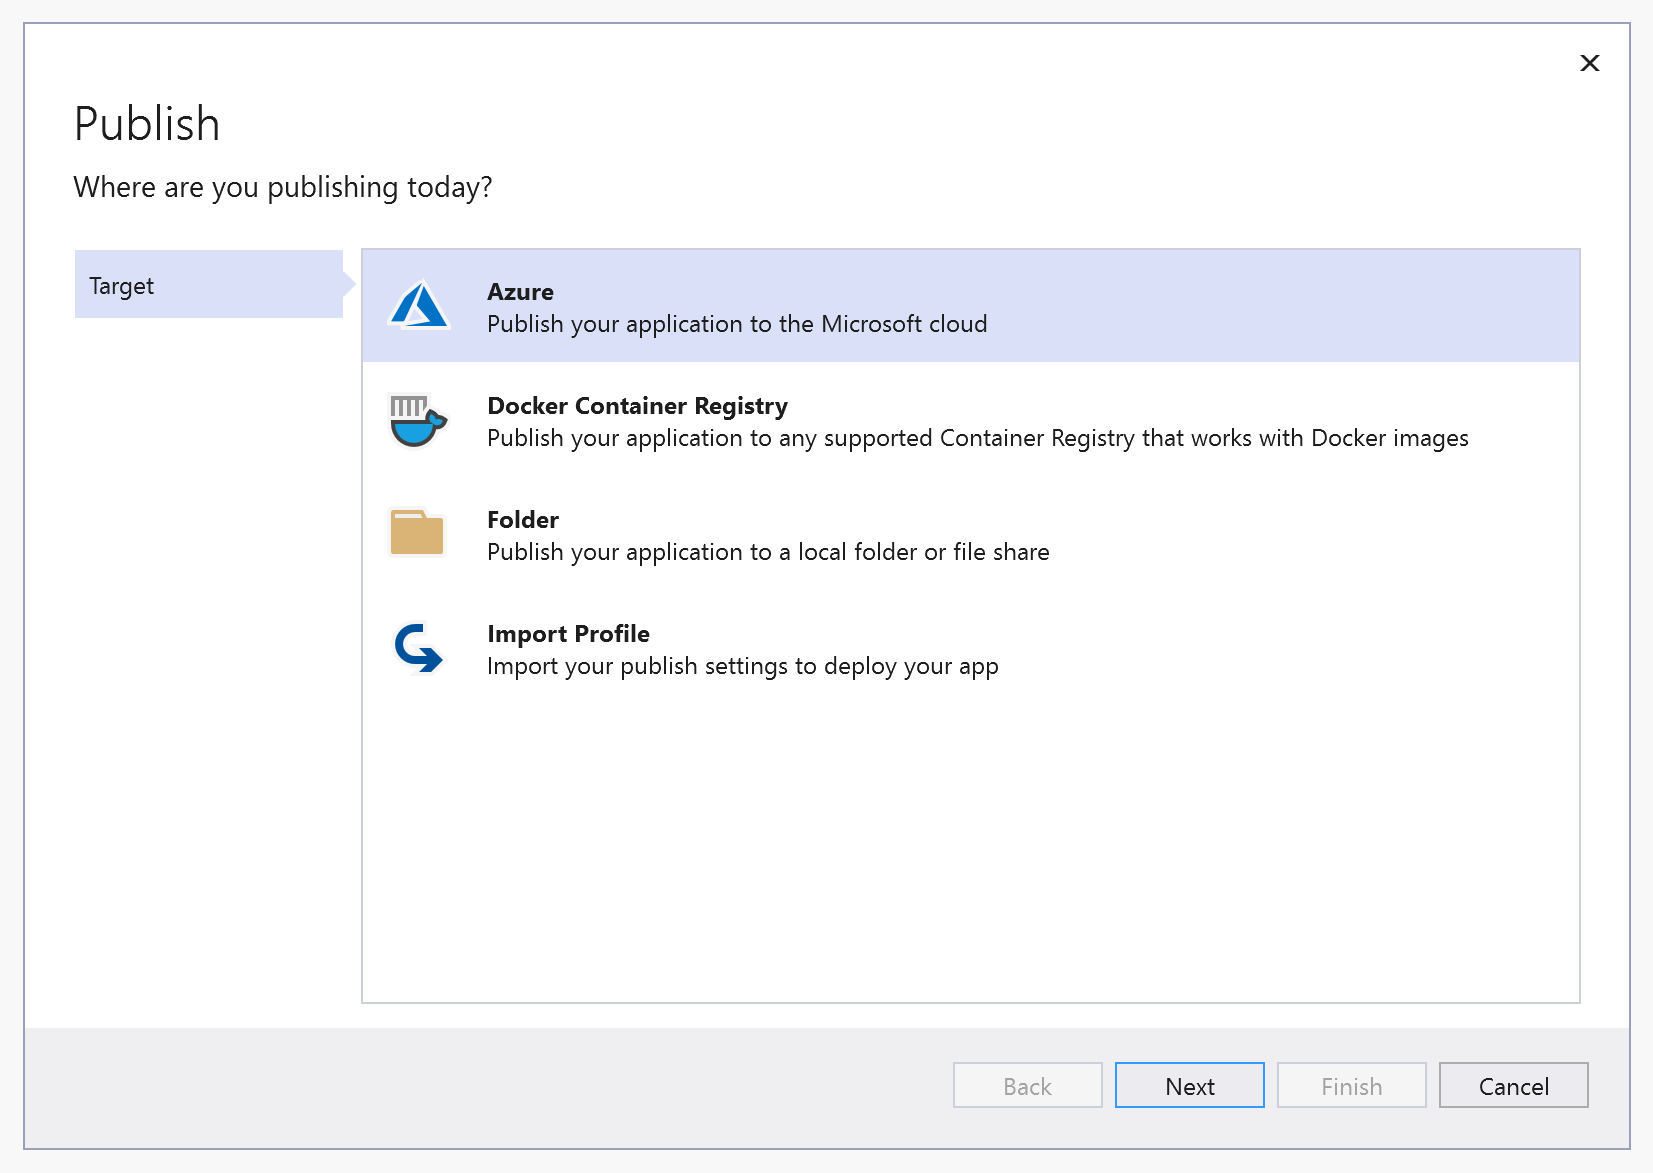 Publish
Where are you publishing today?
Target
Azure
Publish your application to the Microsoft cloud
Docker Container Registry
Publish your application to any supported Container Registry that works with Docker images
Folder
Publish your application to a local folder or file share
Import Profile
Import your publish settings to deploy your app
Back
Next
Finish
Cancel